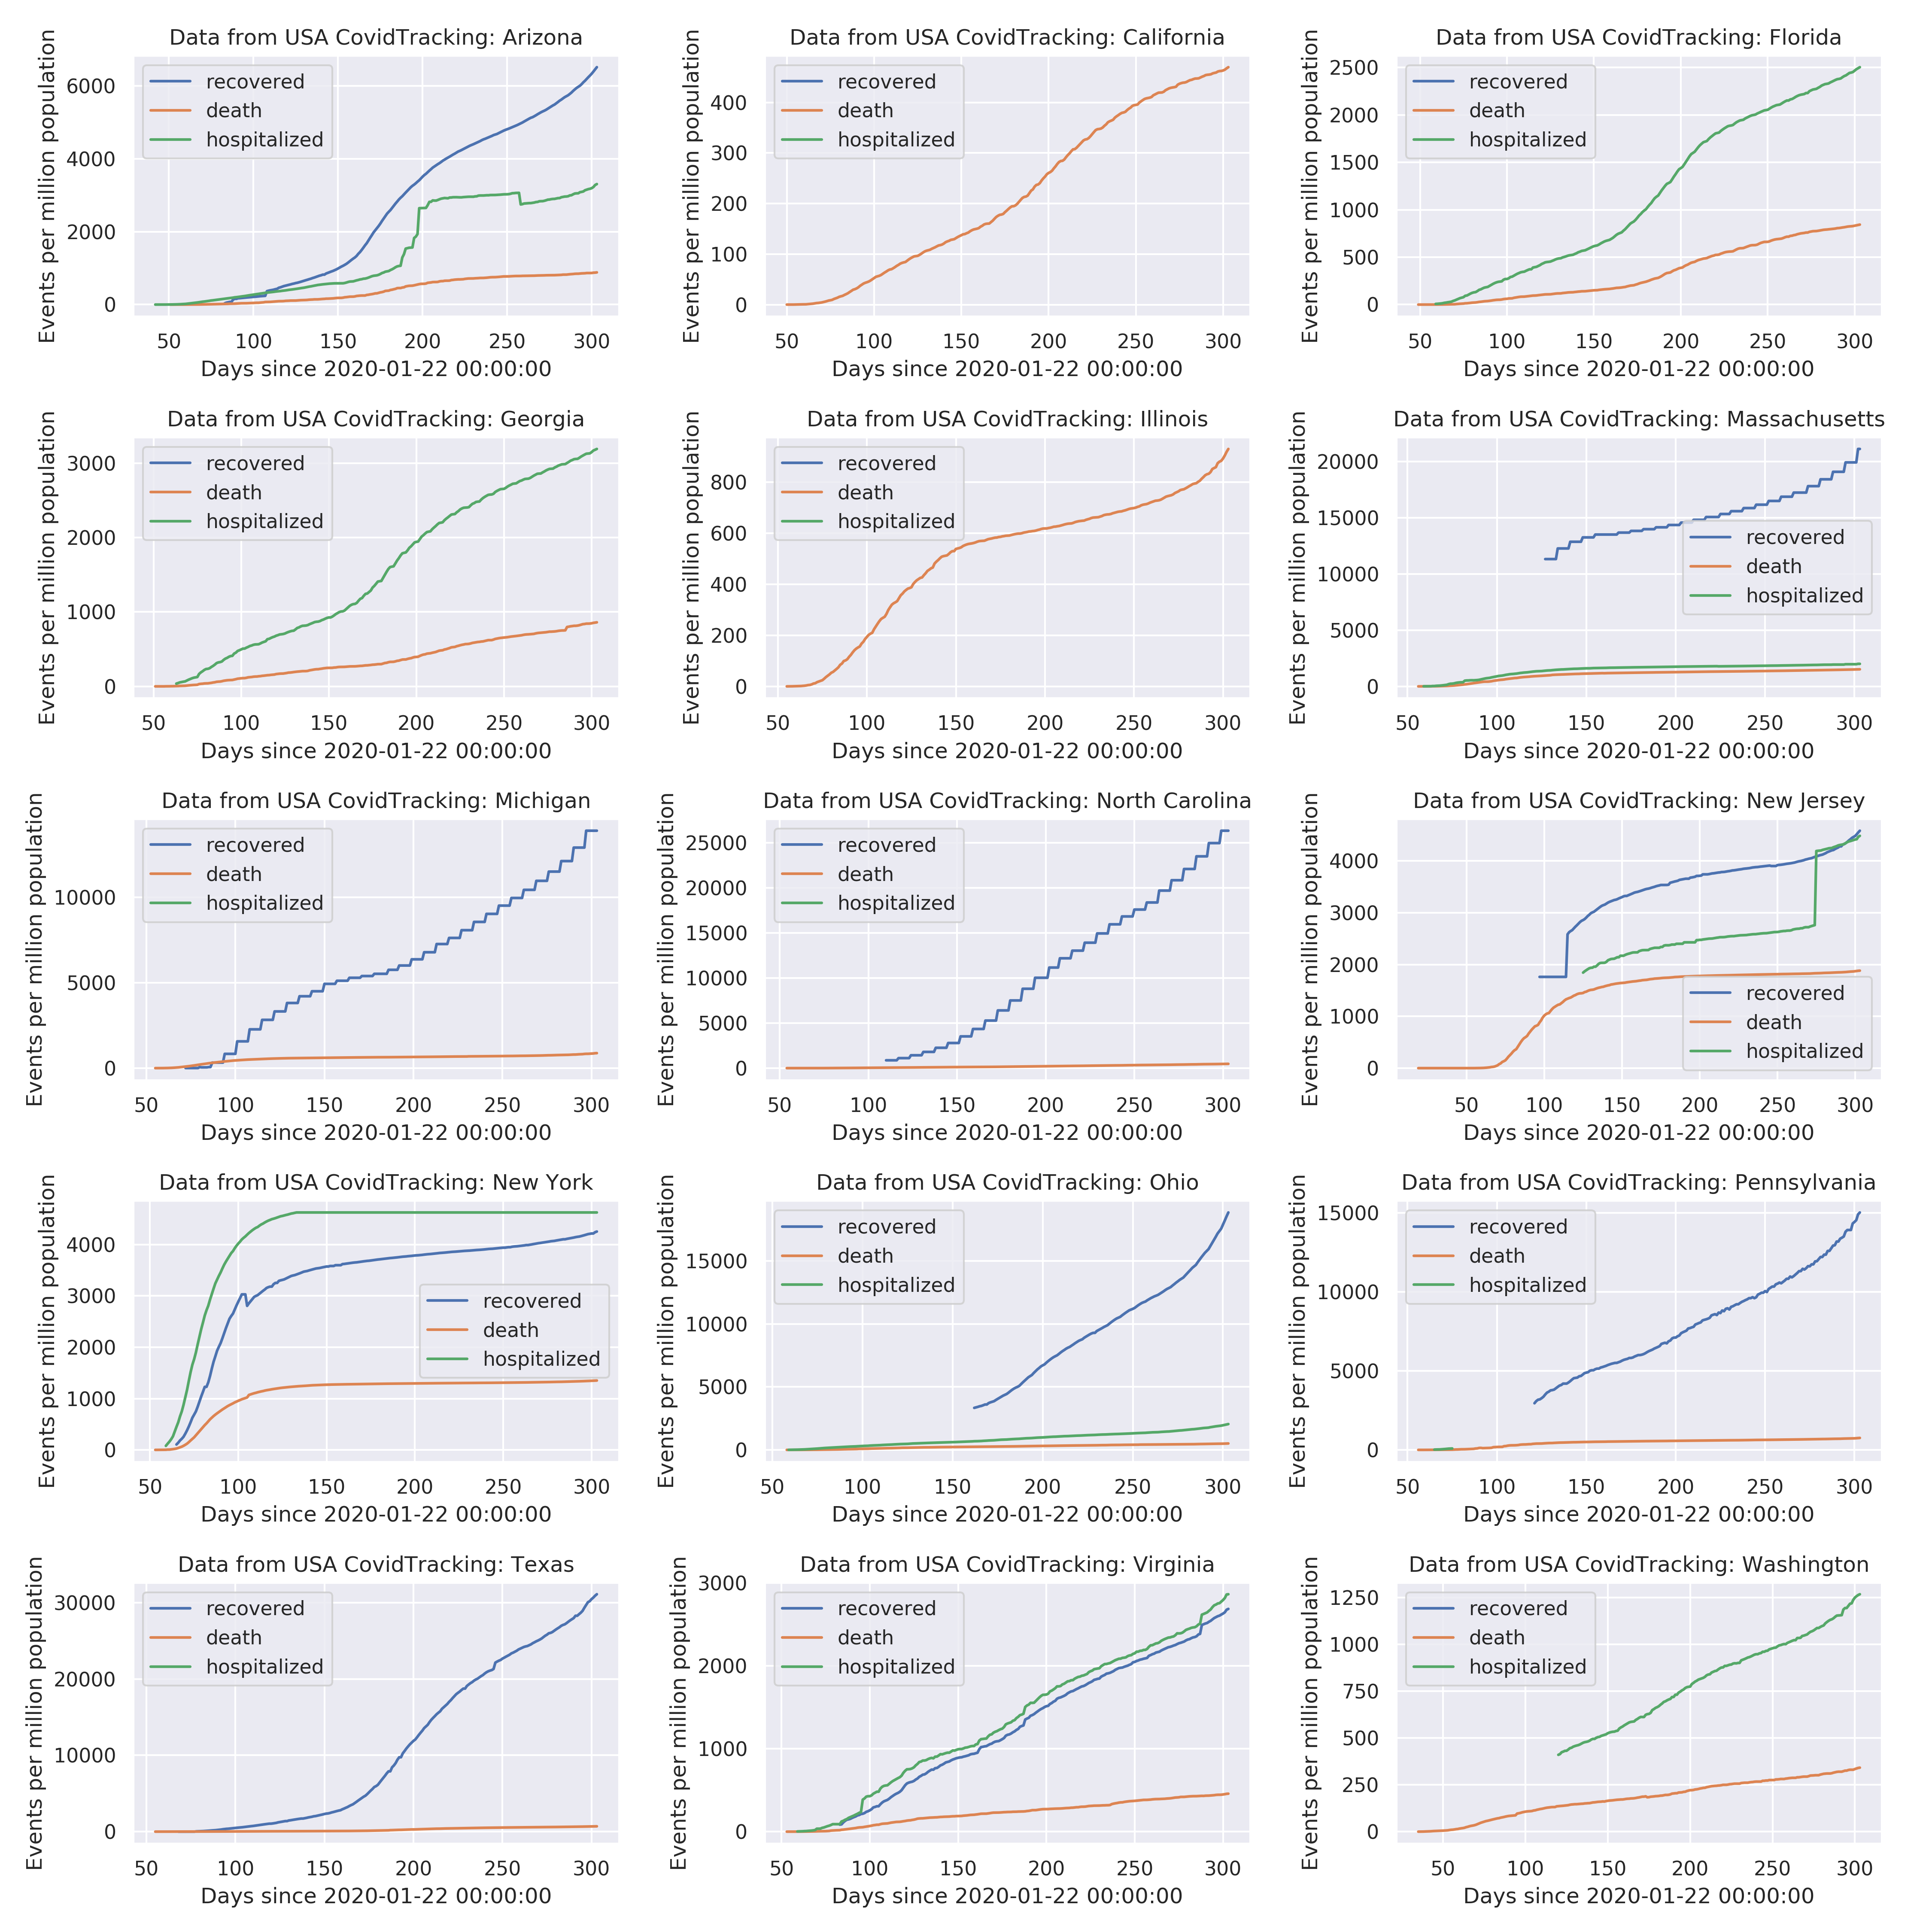 Data from USA CovidTracking: Arizona
Events per million population
6000
4000
2000
0
recovered
death
hospitalized
50 100 150 200 250 300
Days since 2020-01-22 00:00:00
Data from USA CovidTracking: California
Events per million population
400
300
200
100
0
recovered
death
hospitalized
50 100 150 200 250 300
Days since 2020-01-22 00:00:00
Data from USA CovidTracking: Florida
Events per million population
2500
2000
1500
1000
500
0
recovered
death
hospitalized
50 100 150 200 250 300
Days since 2020-01-22 00:00:00
Data from USA CovidTracking: Georgia
Events per million population
3000
2000
1000
0
recovered
death
hospitalized
50 100 150 200 250 300
Days since 2020-01-22 00:00:00
Data from USA CovidTracking: Illinois
Events per million population
800
600
400
200
0
recovered
death
hospitalized
50 100 150 200 250 300
Days since 2020-01-22 00:00:00
Data from USA CovidTracking: Massachusetts
Events per million population
20000
15000
10000
5000
0
recovered
death
hospitalized
50 100 150 200 250 300
Days since 2020-01-22 00:00:00
Data from USA CovidTracking: Michigan
Events per million population
10000
5000
0
recovered
death
hospitalized
50 100 150 200 250 300
Days since 2020-01-22 00:00:00
Data from USA CovidTracking: North Carolina
Events per million population
25000
20000
15000
10000
5000
0
recovered
death
hospitalized
50 100 150 200 250 300
Days since 2020-01-22 00:00:00
Data from USA CovidTracking: New Jersey
Events per million population
4000
3000
2000
1000
0
recovered
death
hospitalized
50 100 150 200 250 300
Days since 2020-01-22 00:00:00
Data from USA CovidTracking: New York
Events per million population
4000
3000
2000
1000
0
recovered
death
hospitalized
50 100 150 200 250 300
Days since 2020-01-22 00:00:00
Data from USA CovidTracking: Ohio
Events per million population
15000
10000
5000
0
recovered
death
hospitalized
50 100 150 200 250 300
Days since 2020-01-22 00:00:00
Data from USA CovidTracking: Pennsylvania
Events per million population
15000
10000
5000
0
recovered
death
hospitalized
50 100 150 200 250 300
Days since 2020-01-22 00:00:00
Data from USA CovidTracking: Texas
Events per million population
30000
20000
10000
0
recovered
death
hospitalized
50 100 150 200 250 300
Days since 2020-01-22 00:00:00
Data from USA CovidTracking: Virginia
Events per million population
3000
2000
1000
0
recovered
death
hospitalized
50 100 150 200 250 300
Days since 2020-01-22 00:00:00
Data from USA CovidTracking: Washington
Events per million population
1250
1000
750
500
250
0
recovered
death
hospitalized
50 100 150 200 250 300
Days since 2020-01-22 00:00:00